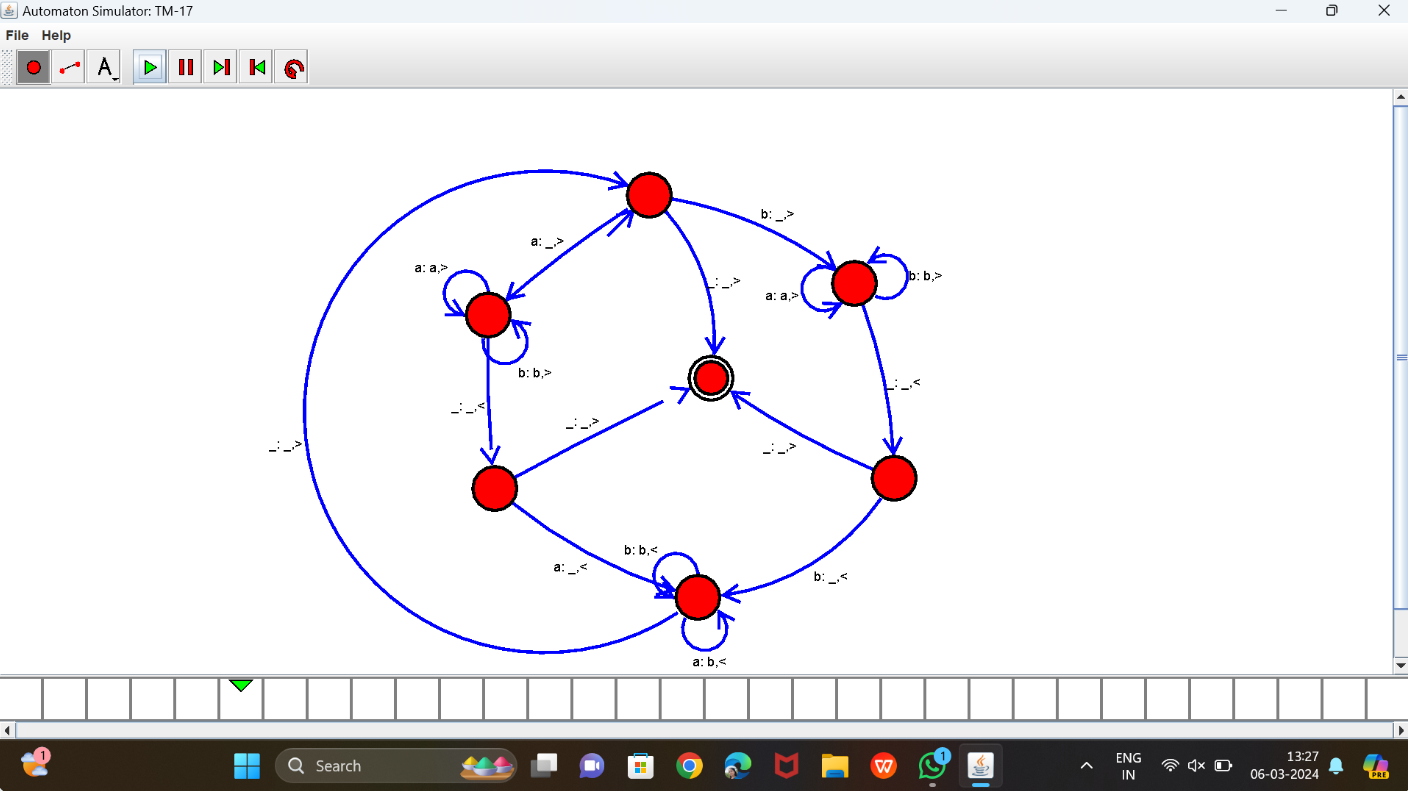 Automaton Simulator: TM-17
File Help
A
b: _,>
a: _,>
a: a,>
b: b,>
_: _,>
a: a,>
b: b,>
_: _,<
_: _,<
_: _,>
_: _,>
_: _,>
b: b,<
a: _,<
b: _,<
a: b,<
1
Search
W
1
ENG
IN
13:27
06-03-2024
PRE